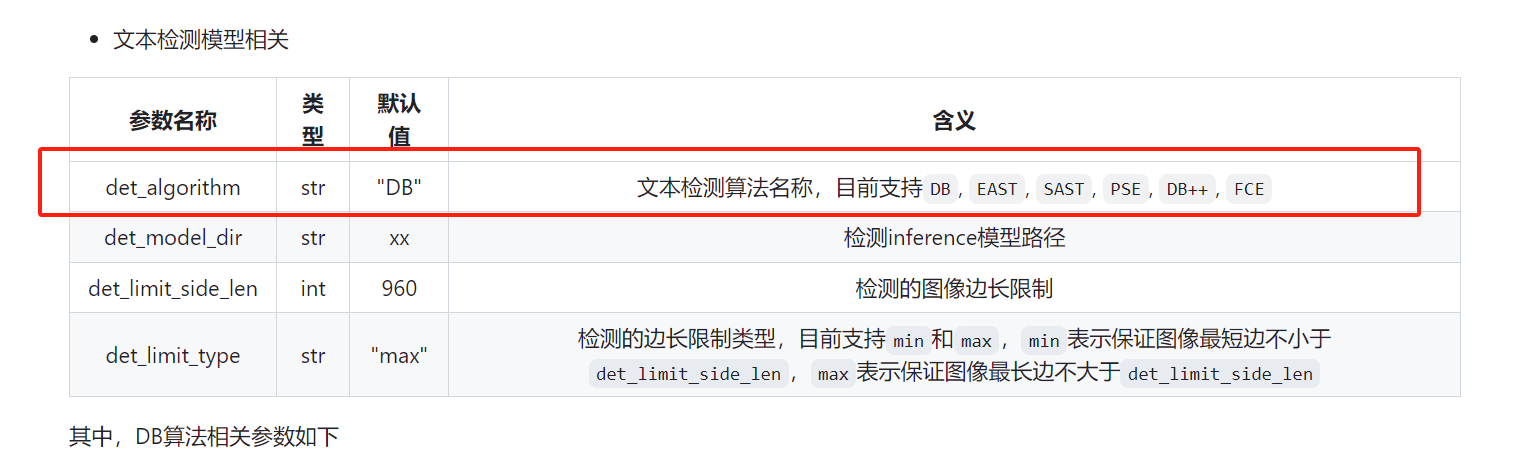 文本检测模型相关
参数名称 类型 默认值 含义
det_algorithm str "DB" 文本检测算法名称，目前支持DB, EAST, SAST, PSE, DB++, FCE
det_model_dir str xx 检测inference模型路径
det_limit_side_len int 960 检测的图像边长限制
det_limit_type str "max" 检测的边长限制类型，目前支持min和max，min表示保证图像最短边不小于
det_limit_side_len，max表示保证图像最长边不大于det_limit_side_len
其中，DB算法相关参数如下